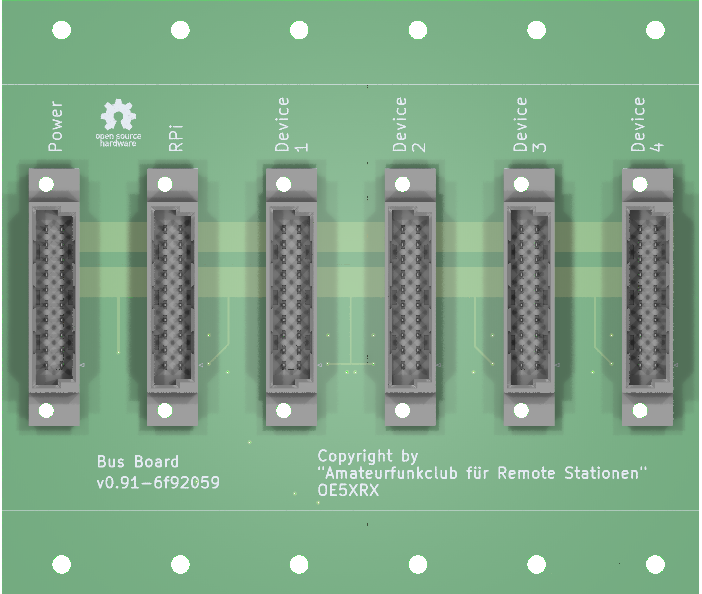 Power
open source
hardware
RPi
Device
1
Device
2
Device
3
Device
4
Bus Board
v0.91-6f92059
Copyright by
"Amateurfunkclub für Remote Stationen"
OE5XRX